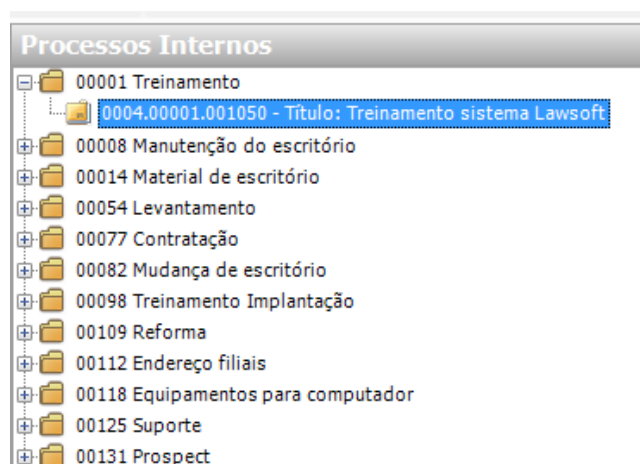 Processos Internos
00001 Treinamento
0004.00001.001050 - Título: Treinamento sistema Lawsoft
00008 Manutenção do escritório
00014 Material de escritório
00054 Levantamento
00077 Contratação
00082 Mudança de escritório
00098 Treinamento Implantação
00109 Reforma
00112 Endereço filiais
00118 Equipamentos para computador
00125 Suporte
00131 Prospect